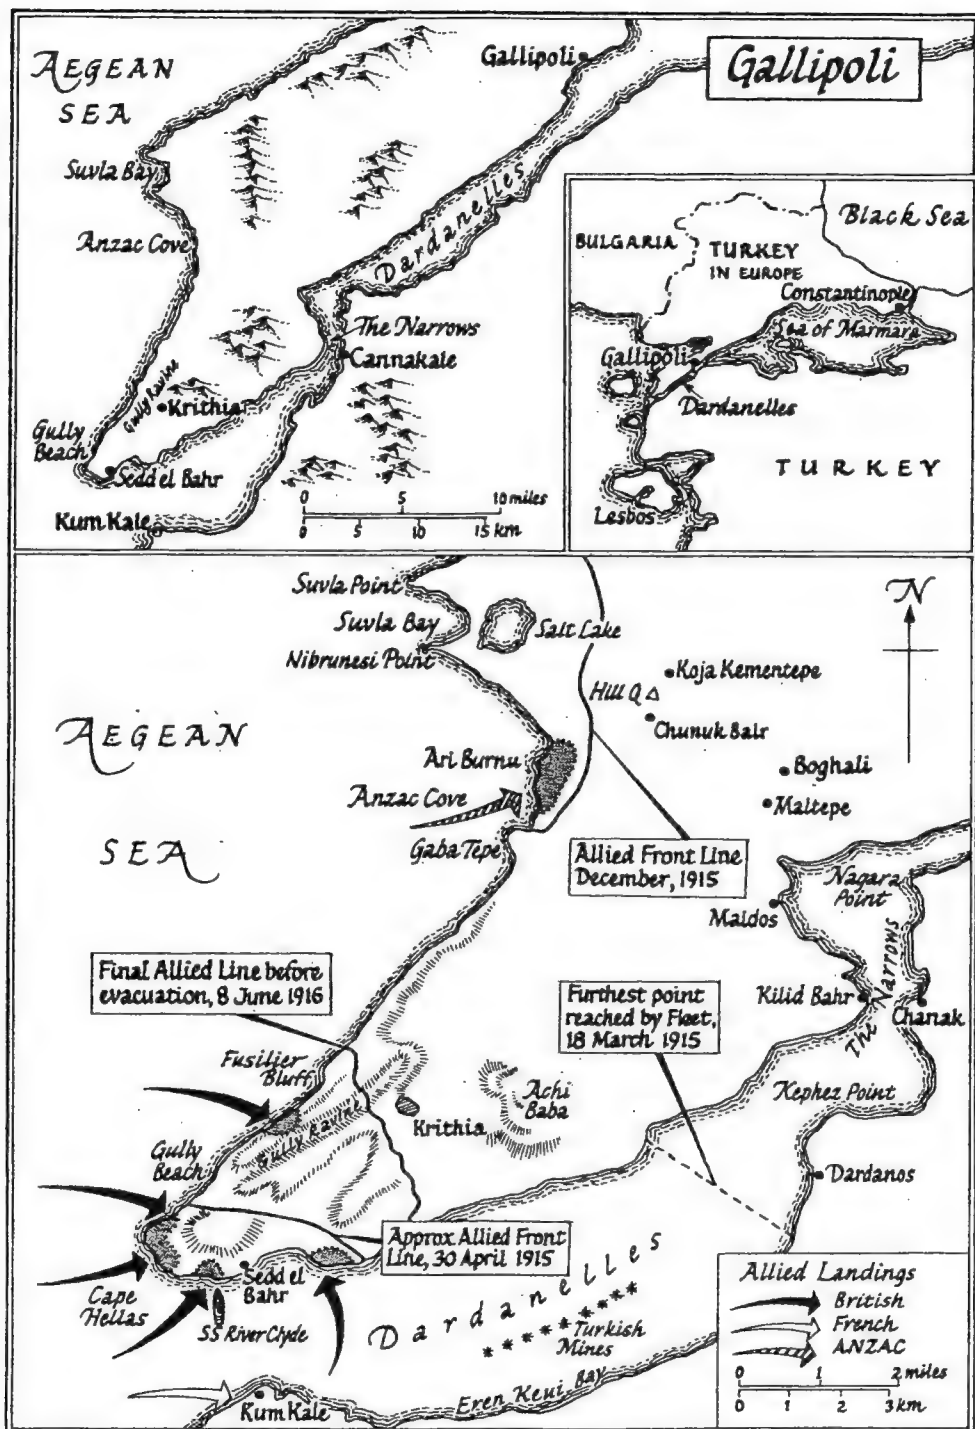 Gallipoli
AEGEAN
SEA
Gallipoli
Suvla Bay
Anzac Cove
Dardanelles
The Narrows
Cannakale
Gully Ravine
Krithia
Gully
Beach
Sedd el Bahr
Kum Kale
0 5 10 miles
0 5 10 15 km
Black Sea
BULGARIA
TURKEY
IN EUROPE
Constantinople
Sea of Marmara
Gallipoli
Dardanelles
TURKEY
Lesbos
Suvla Point
Suvla Bay
Salt Lake
Nibrunesi Point
N
Koja Kementepe
Hill Q
Chunuk Bair
AEGEAN
SEA
Ari Burnu
Anzac Cove
Boghali
Maltepe
Gaba Tepe
Allied Front Line
December, 1915
Nagara
Point
Maidos
Final Allied Line before
evacuation, 8 June 1916
Furthest point
reached by Fleet,
18 March 1915
Kilid Bahr
The Narrows
Chanak
Fusilier
Bluff
Achi
Baba
Kephez Point
Krithia
Gully Ravine
Gully
Beach
Dardanos
Approx Allied Front
Line, 30 April 1915
Sedd el
Bahr
Cape
Hellas
SS River Clyde
Dardanelles
Turkish
Mines
Eren Keui Bay
Kum Kale
Allied Landings
British
French
ANZAC
0 1 2 miles
0 1 2 3 km